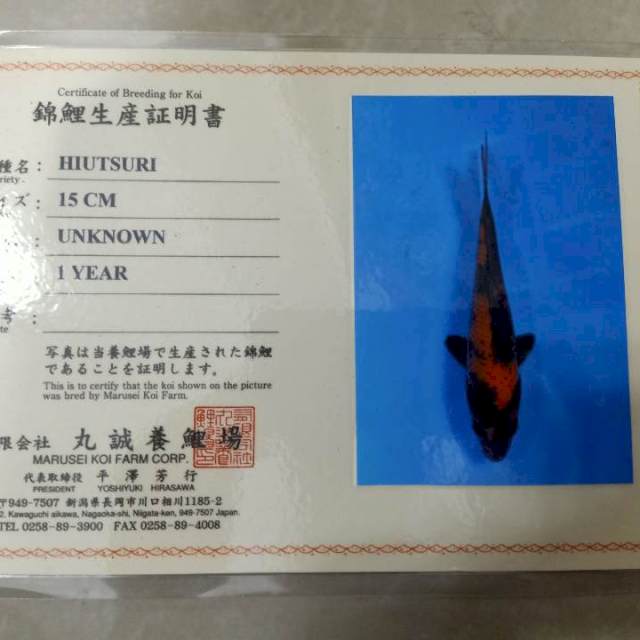 Certificate of Breeding for Koi
錦鯉生産証明書
種名: HIUTSURI
riety.
ズ: 15 CM
: UNKNOWN
: 1 YEAR
考 :
te
写真は当養鯉場で生産された錦鯉
であることを証明します。
This is to certify that the koi shown on the picture
was bred by Marusei Koi Farm.
限会社 丸誠養鯉場
MARUSEI KOI FARM CORP.
代表取締役 平澤芳行
PRESIDENT YOSHIYUKI HIRASAWA
〒949-7507 新潟県長岡市川口相川1185-2
2. Kawaguchi aikawa, Nagaoka-shi, Niigata-ken, 949-7507 Japan.
TEL 0258-89-3900 FAX 0258-89-4008